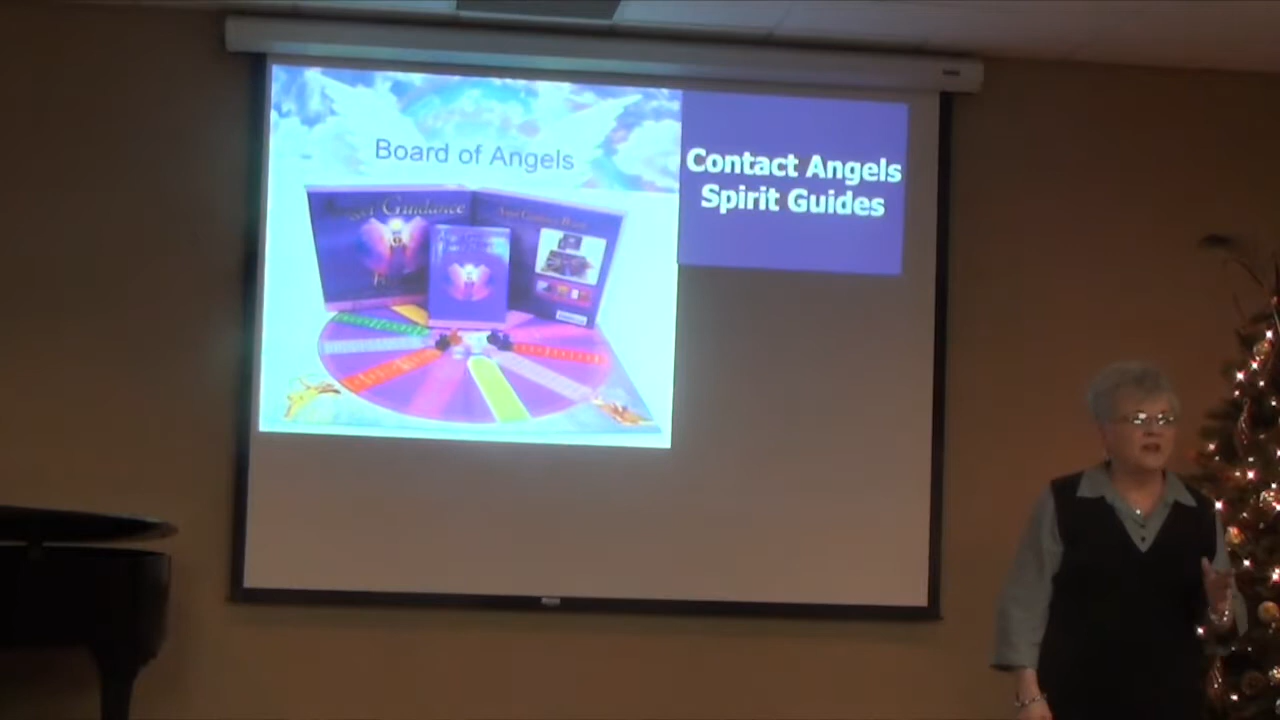 Board of Angels
Contact Angels
Spirit Guides
Angel Guidance